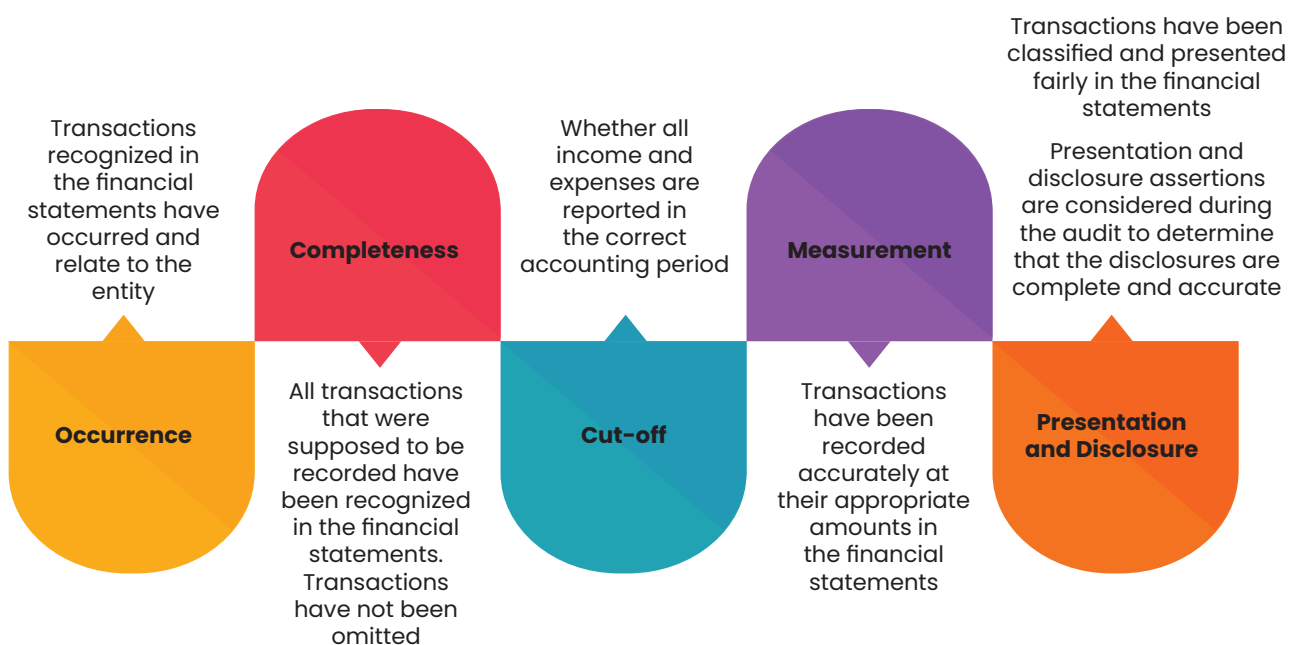 Transactions
recognized in
the financial
statements have
occurred and
relate to the
entity
Occurrence
Completeness
All transactions
that were
supposed to be
recorded have
been recognized
in the financial
statements.
Transactions
have not been
omitted
Whether all
income and
expenses are
reported in
the correct
accounting period
Cut-off
Measurement
Transactions
have been
recorded
accurately at
their appropriate
amounts in
the financial
statements
Transactions have been
classified and presented
fairly in the financial
statements
Presentation and
disclosure assertions
are considered during
the audit to determine
that the disclosures are
complete and accurate
Presentation
and Disclosure